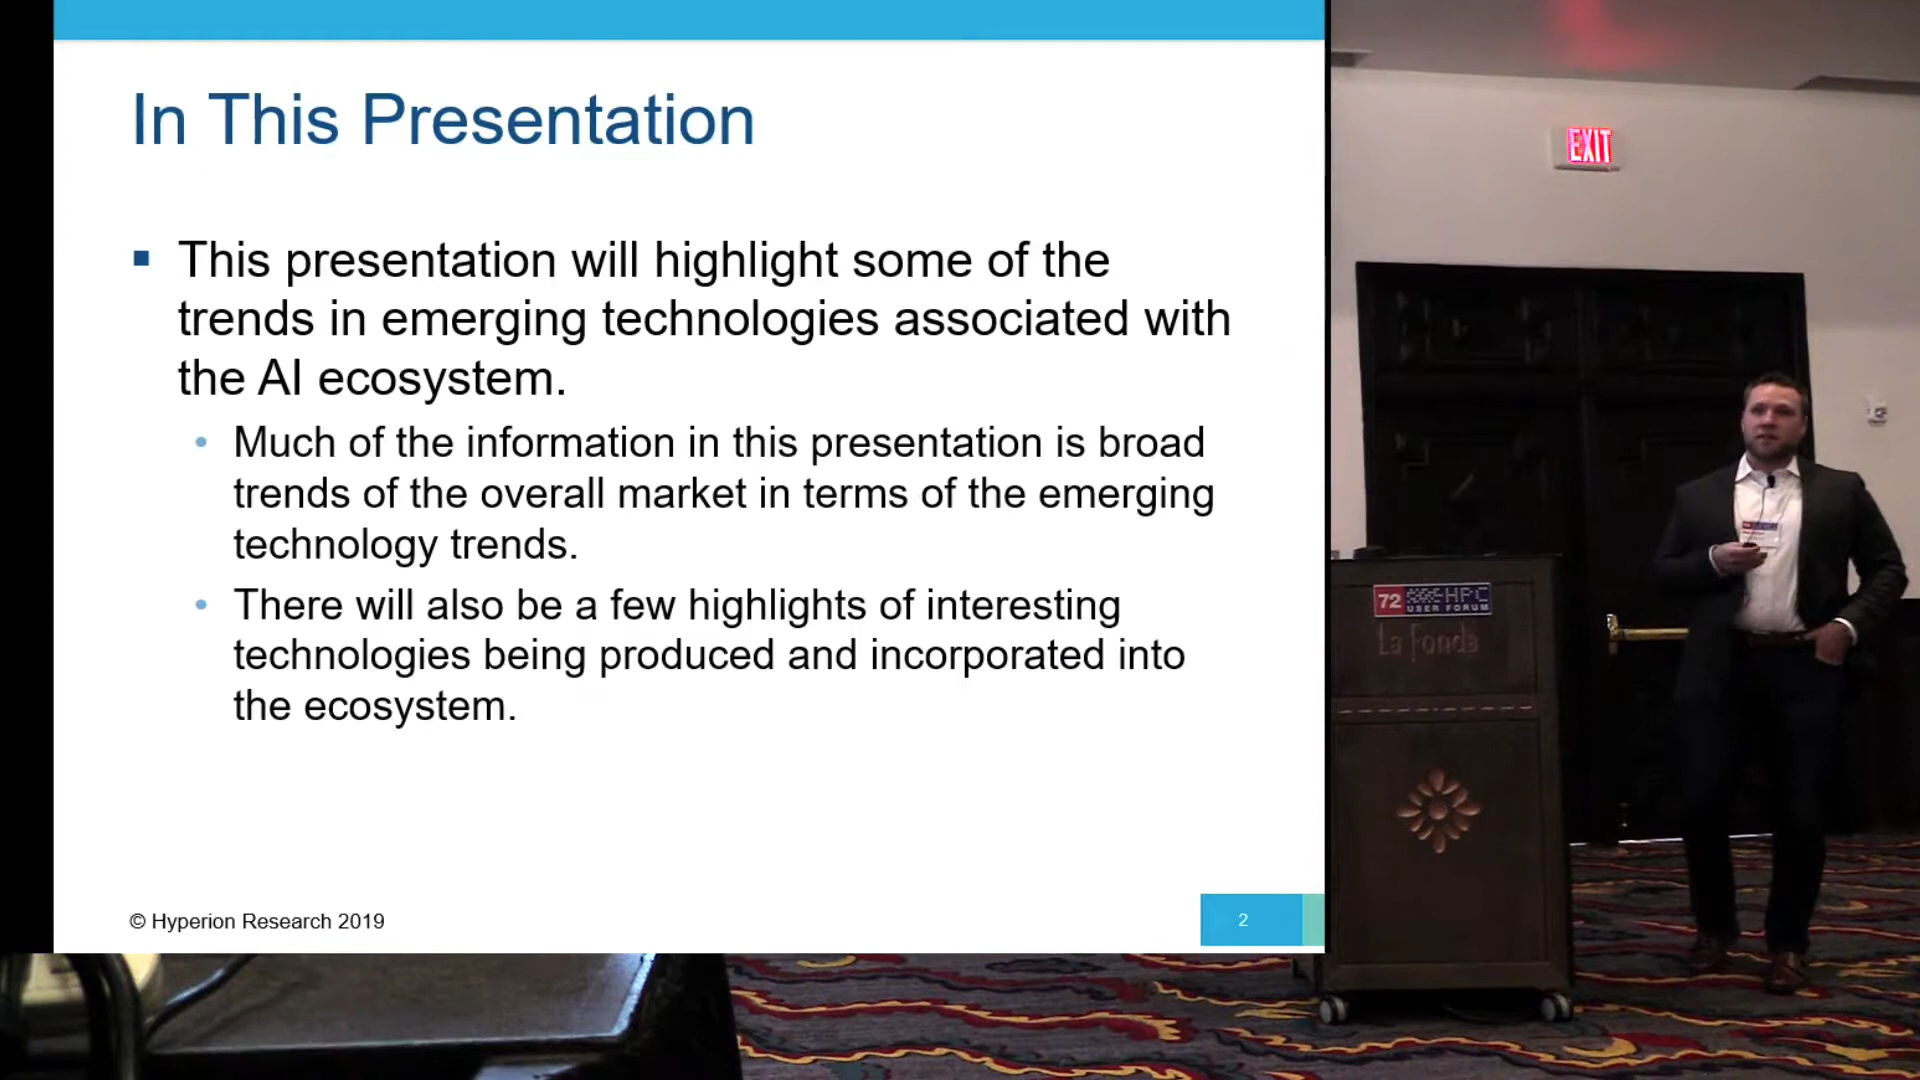 In This Presentation
This presentation will highlight some of the
trends in emerging technologies associated with
the AI ecosystem.
Much of the information in this presentation is broad
trends of the overall market in terms of the emerging
technology trends.
There will also be a few highlights of interesting
technologies being produced and incorporated into
the ecosystem.
© Hyperion Research 2019
2
EXIT
72 HPC
USER FORUM
La Fonda